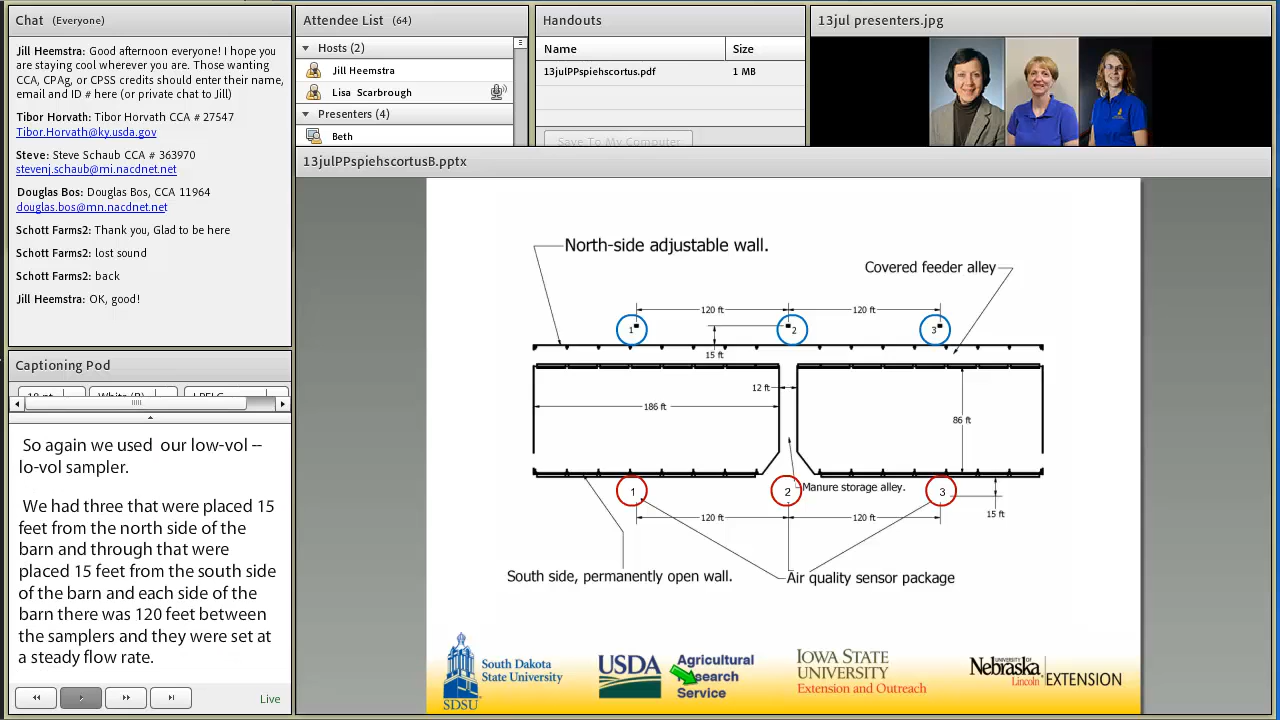 Chat (Everyone)
Jill Heemstra: Good afternoon everyone! I hope you
are staying cool wherever you are. Those wanting
CCA, CPAg, or CPSS credits should enter their name,
email and ID # here (or private chat to Jill)
Tibor Horvath: Tibor Horvath CCA # 27547
Tibor.Horvath@ky.usda.gov
Steve: Steve Schaub CCA # 363970
stevenj.schaub@mi.nacdnet.net
Douglas Bos: Douglas Bos, CCA 11964
douglas.bos@mn.nacdnet.net
Schott Farms2: Thank you, Glad to be here
Schott Farms2: lost sound
Schott Farms2: back
Jill Heemstra: OK, good!
Captioning Pod
So again we used our low-vol --
lo-vol sampler.
We had three that were placed 15
feet from the north side of the
barn and through that were
placed 15 feet from the south side
of the barn and each side of the
barn there was 120 feet between
the samplers and they were set at
a steady flow rate.
Live
Attendee List (64)
Hosts (2)
Jill Heemstra
Lisa Scarbrough
Presenters (4)
Beth
Handouts
Name Size
13julPPspiehscortus.pdf 1 MB
Save To My Computer
13jul presenters.jpg
13julPPspiehscortusB.pptx
North-side adjustable wall.
Covered feeder alley
120 ft 120 ft
1 2 3
15 ft
12 ft
186 ft
86 ft
Manure storage alley.
1 2 3
15 ft
120 ft 120 ft
South side, permanently open wall.
Air quality sensor package
SDSU
South Dakota
State University
USDA
Agricultural
Service
IOWA STATE
UNIVERSITY
Extension and Outreach
UNIVERSITY OF
Nebraska
Lincoln
EXTENSION